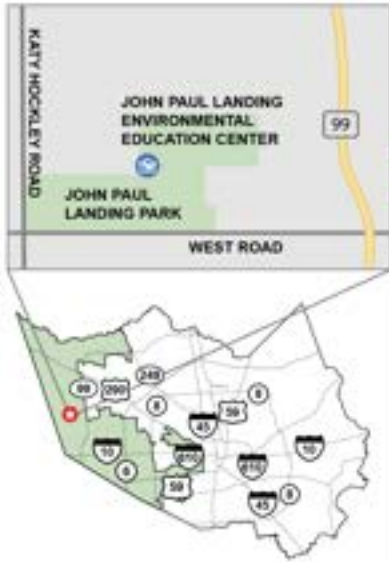 KATY HOCKLEY ROAD
JOHN PAUL LANDING
ENVIRONMENTAL
EDUCATION CENTER
99
JOHN PAUL
LANDING PARK
WEST ROAD
99
290
249
8
59
8
45
10
6
610
610
10
59
45
8